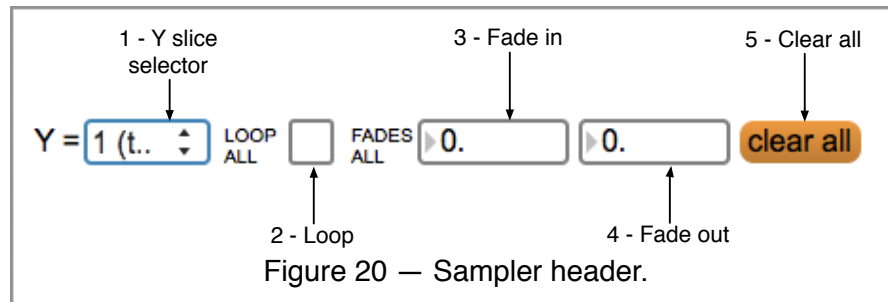 1 - Y slice
selector
3 - Fade in
5 - Clear all
Y = 1 (t.. LOOP ALL FADES ALL 0. 0. clear all
2 - Loop
4 - Fade out
Figure 20 — Sampler header.